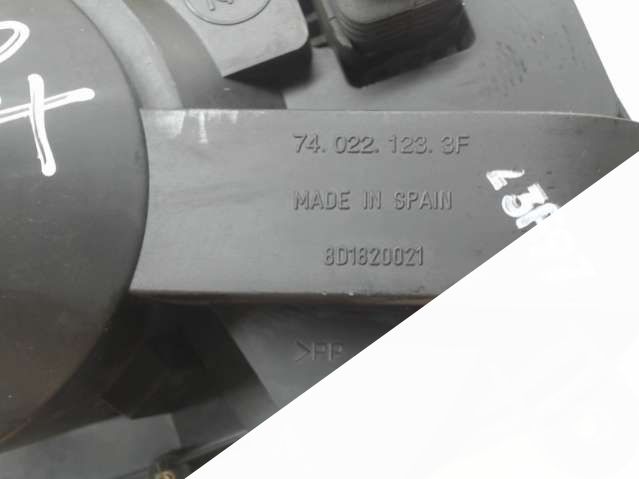 74. 022. 123. 3F
MADE IN SPAIN
8D1820021
>PP